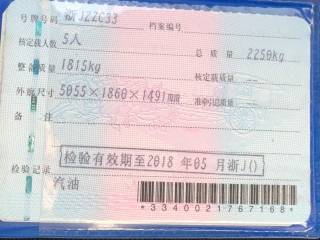 号牌号码 浙JZZC33 档案编号
核定载人数 5人 总质量 2250kg
整备质量 1815kg 核定载质量
外廓尺寸 5055×1860×1491 准牵引总质量
备注
检验记录 检验有效期至2018 年05 月浙J()
汽油
*3340021767168*